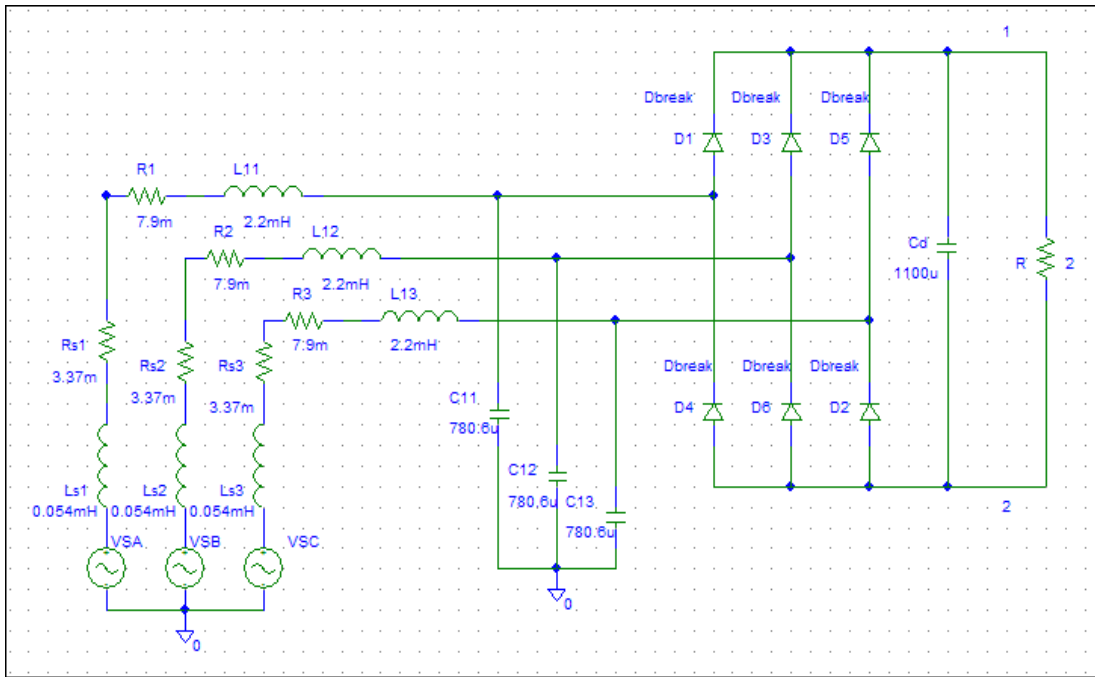 1
Dbreak Dbreak Dbreak
D1 D3 D5
R1 L11
7.9m 2.2mH
R2 L12
7.9m 2.2mH
Cd
1100u
R 2
R3 L13
7.9m 2.2mH
Rs1
3.37m
Rs2
3.37m
Rs3
3.37m
Dbreak Dbreak Dbreak
D4 D6 D2
C11
780.6u
C12
780.6u
C13
780.6u
Ls1 Ls2 Ls3
0.054mH 0.054mH 0.054mH
2
VSA VSB VSC
0
0